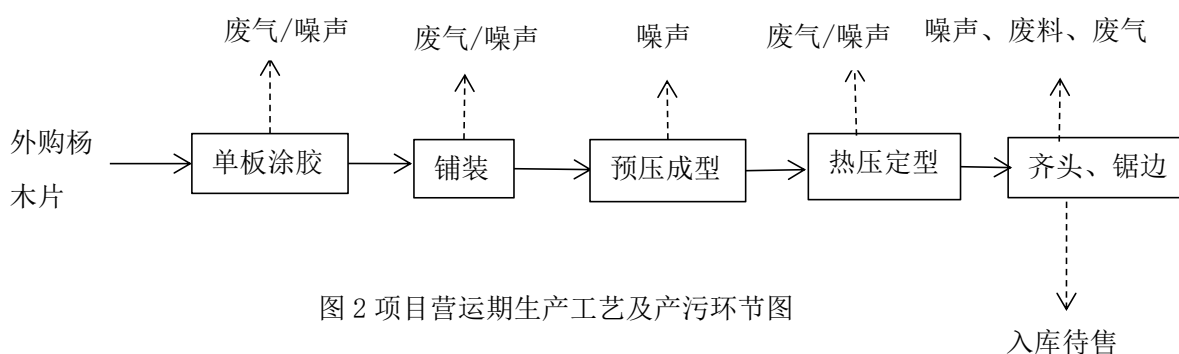 废气/噪声
废气/噪声
噪声
废气/噪声
噪声、废料、废气
外购杨
木片
单板涂胶
铺装
预压成型
热压定型
齐头、锯边
图 2 项目营运期生产工艺及产污环节图
入库待售